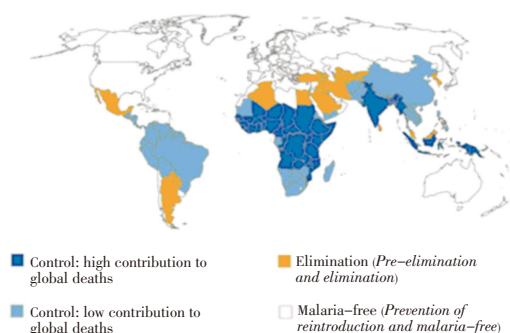 Control: high contribution to
global deaths
Control: low contribution to
global deaths
Elimination (Pre–elimination
and elimination)
Malaria–free (Prevention of
reintroduction and malaria–free)